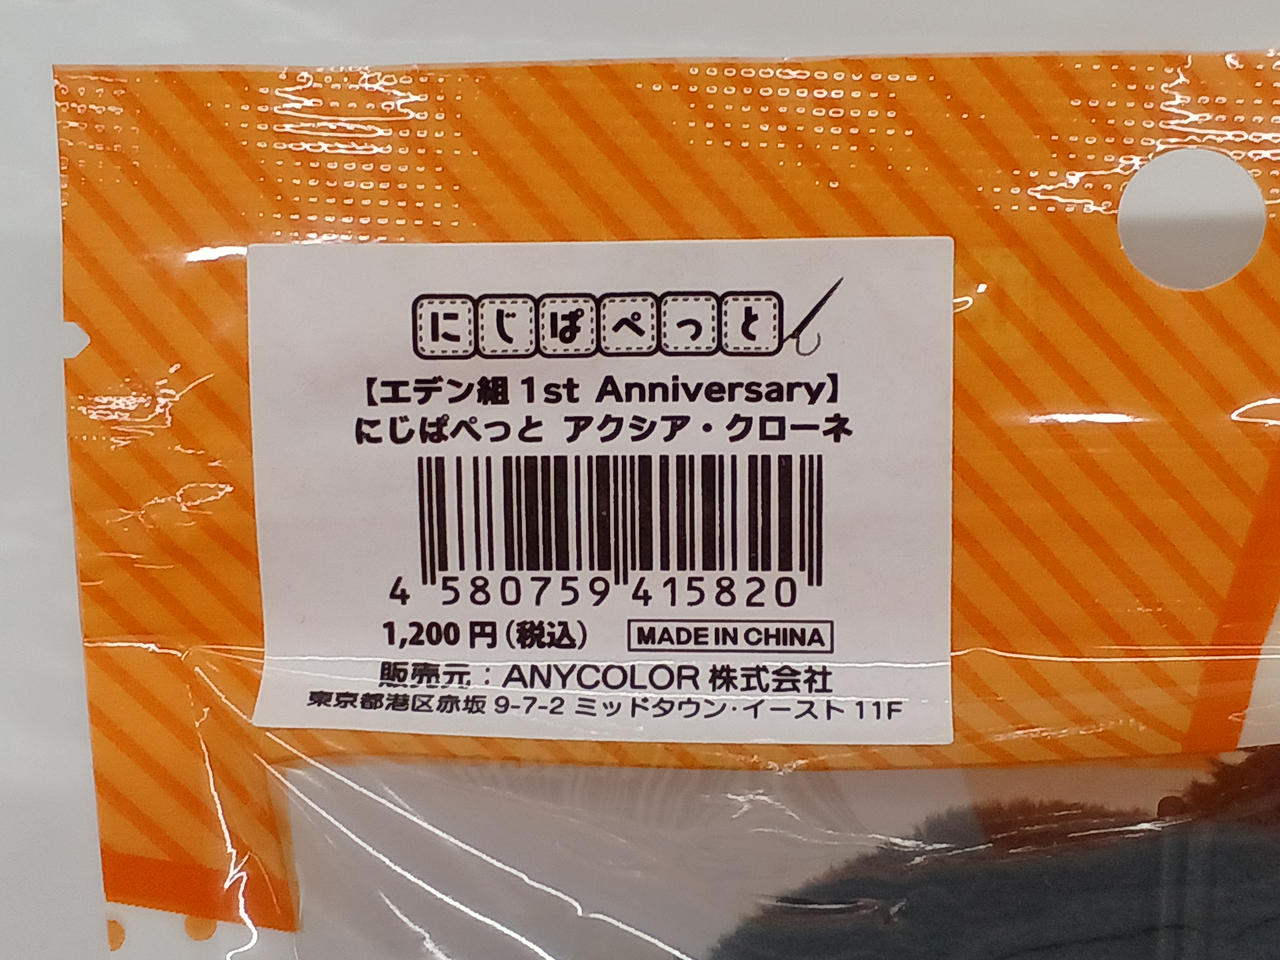 にじぱぺっと
【エデン組 1st Anniversary】
にじぱぺっと アクシア・クローネ
4 580759 415820
1,200 円（税込） MADE IN CHINA
販売元：ANYCOLOR 株式会社
東京都港区赤坂 9-7-2 ミッドタウン・イースト 11F